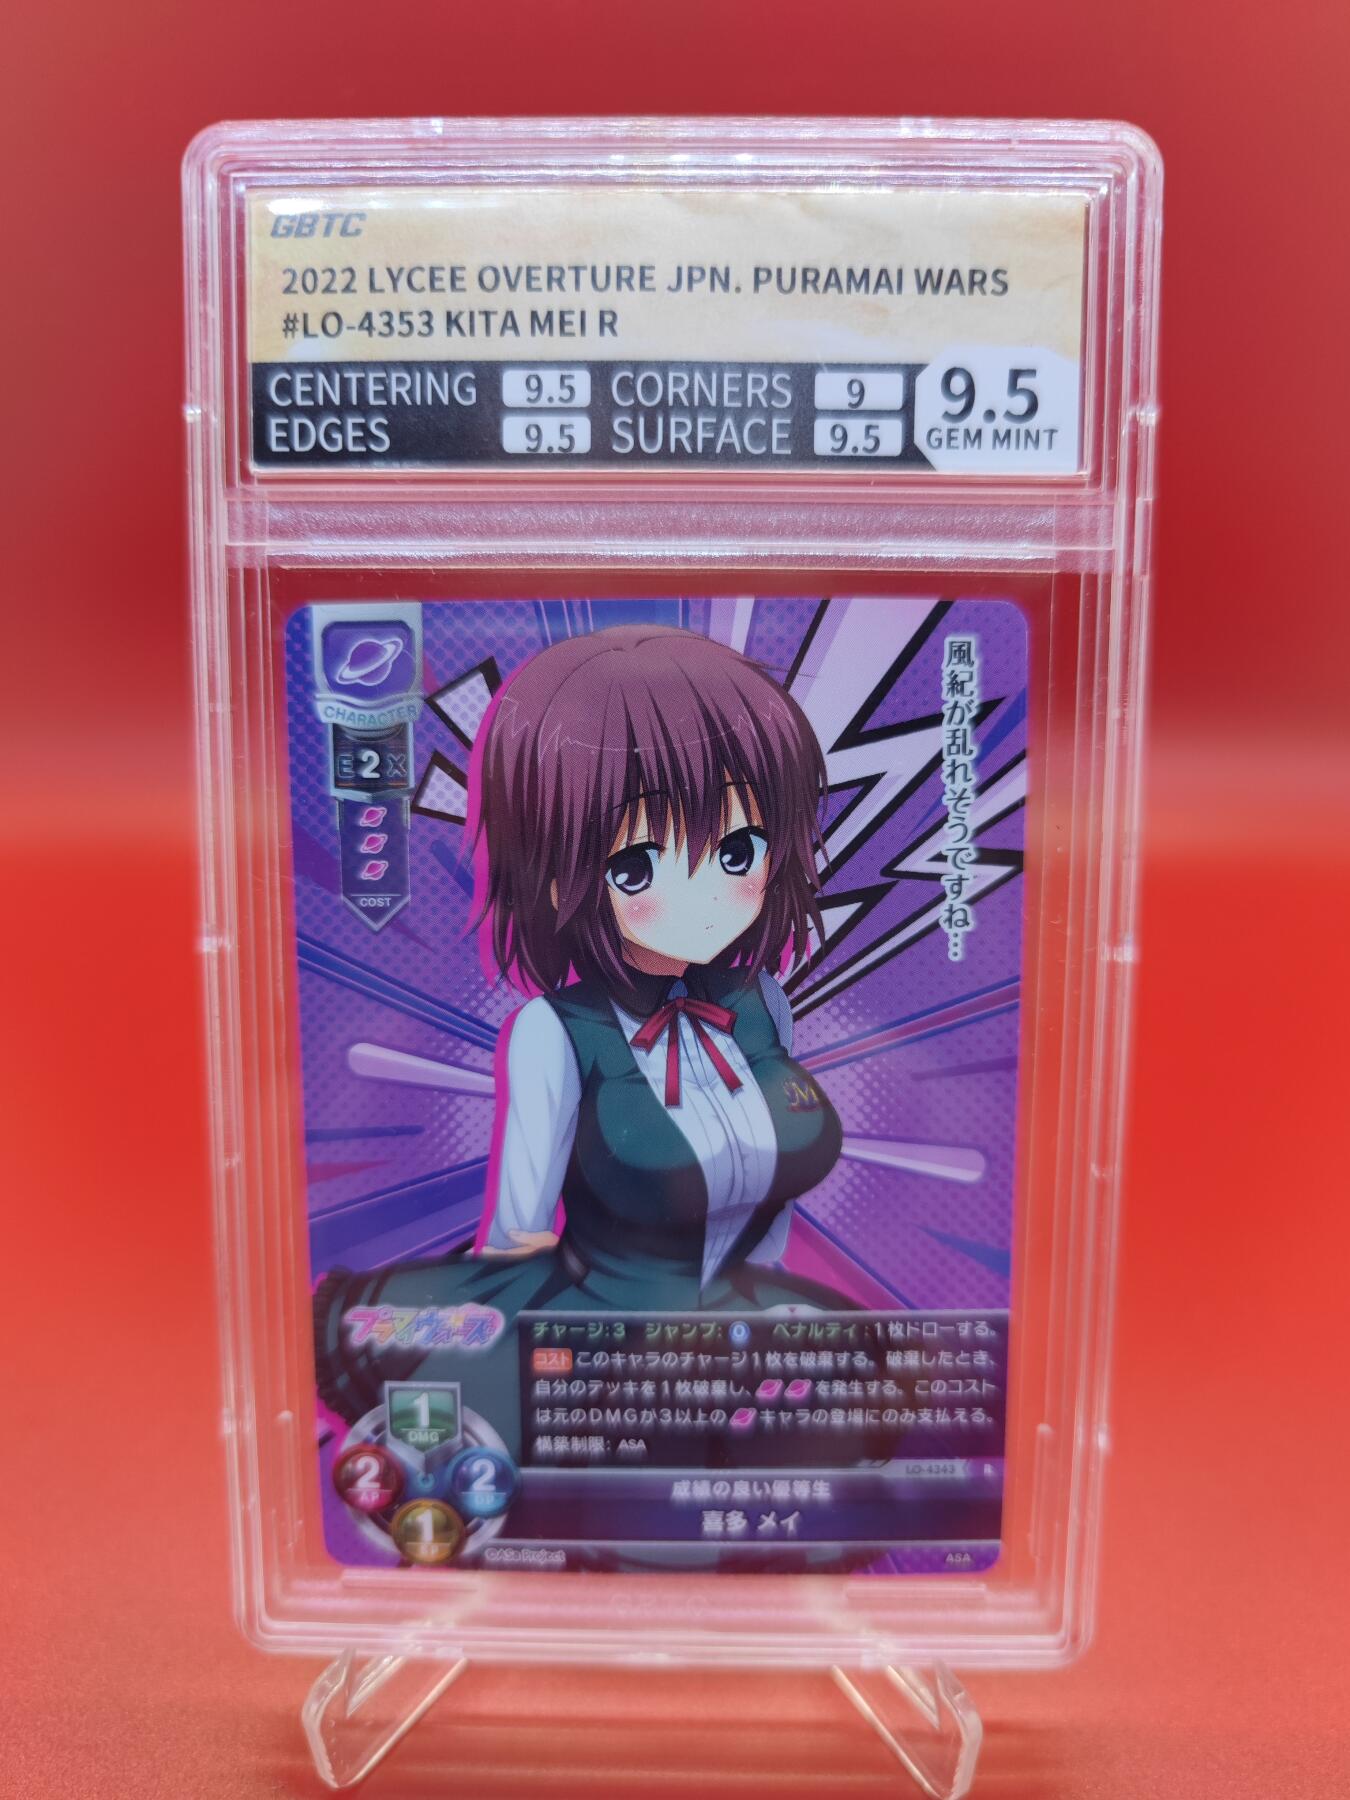 GBTC
2022 LYCEE OVERTURE JPN. PURAMAI WARS
#LO-4353 KITA MEI R
CENTERING 9.5 CORNERS 9
EDGES 9.5 SURFACE 9.5
9.5
GEM MINT
CHARACTER
E 2 X
COST
風紀が乱れそうですね…
プライマイウォーズ
チャージ:3 ジャンプ:0 ペナルティ:1枚ドローする。
コスト このキャラのチャージ1枚を破棄する。破棄したとき、
自分のデッキを1枚破棄し、を発生する。このコスト
は元のDMGが3以上のキャラの登場にのみ支払える。
構築制限: ASA
LO-4343 R
1
DMG
2
AP
2
DP
1
SP
成績の良い優等生
喜多 メイ
©ASa Project
ASA
GBTC